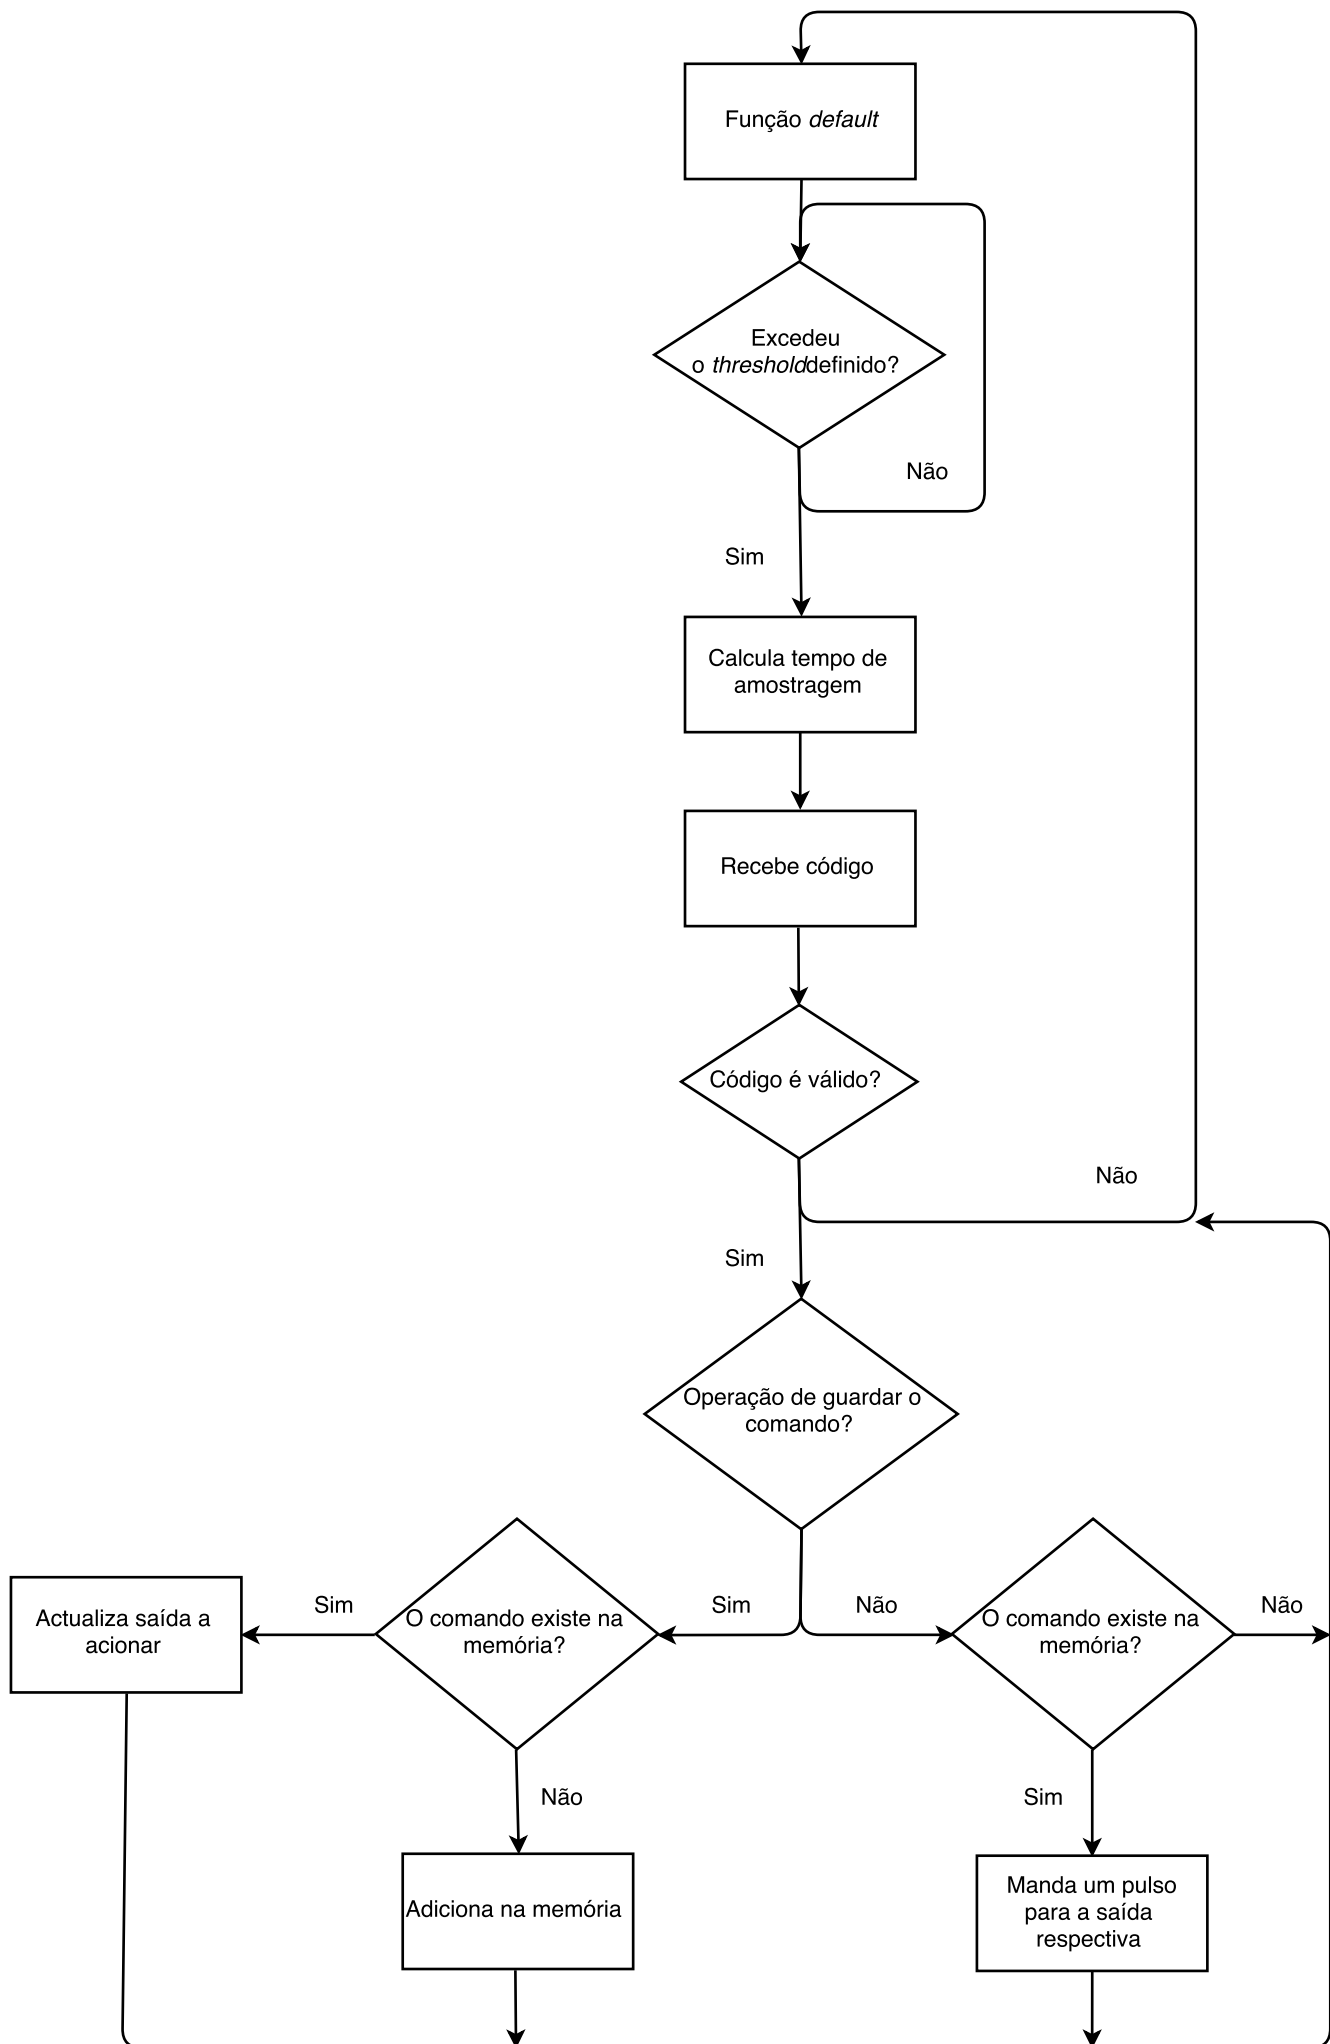 Função default
Excedeu
o thresholddefinido?
Não
Sim
Calcula tempo de
amostragem
Recebe código
Código é válido?
Não
Sim
Operação de guardar o
comando?
Actualiza saída a
acionar
Sim
O comando existe na
memória?
Sim
Não
O comando existe na
memória?
Não
Não
Sim
Adiciona na memória
Manda um pulso
para a saída
respectiva